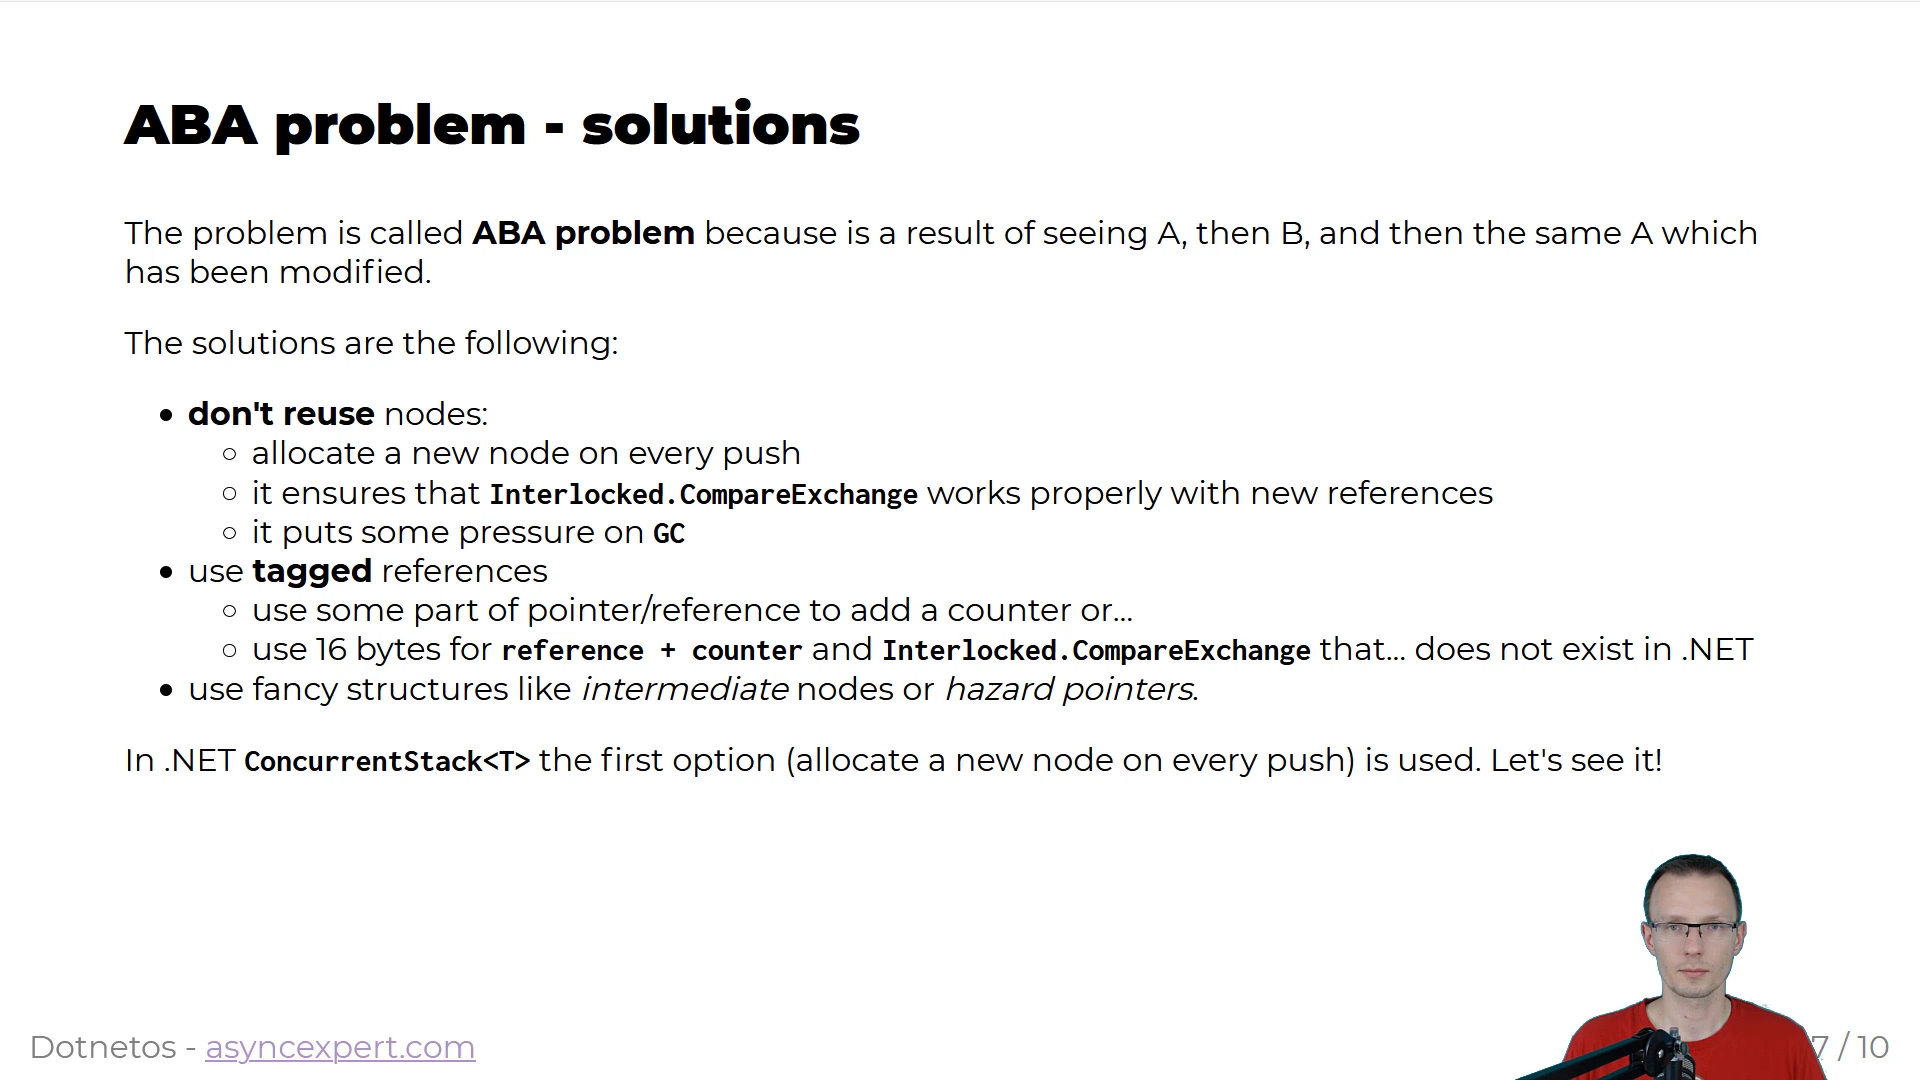 ABA problem - solutions
The problem is called ABA problem because is a result of seeing A, then B, and then the same A which
has been modified.
The solutions are the following:
don't reuse nodes:
allocate a new node on every push
it ensures that Interlocked.CompareExchange works properly with new references
it puts some pressure on GC
use tagged references
use some part of pointer/reference to add a counter or...
use 16 bytes for reference + counter and Interlocked.CompareExchange that... does not exist in .NET
use fancy structures like intermediate nodes or hazard pointers.
In .NET ConcurrentStack<T> the first option (allocate a new node on every push) is used. Let's see it!
Dotnetos - asyncexpert.com
7 / 10